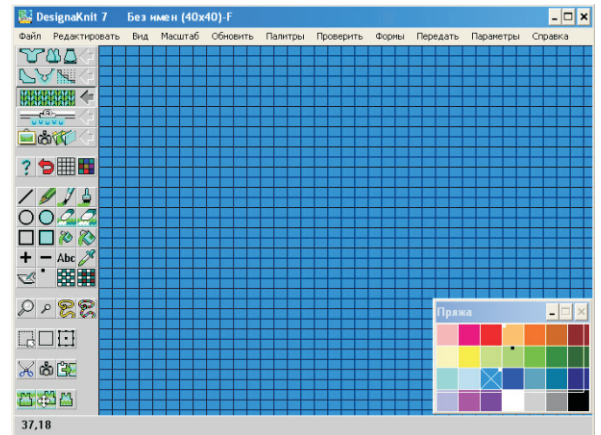 DesignaKnit 7 Без имен (40x40)-F
Файл Редактировать Вид Масштаб Обновить Палитры Проверить Формы Передать Параметры Справка
?
Abc
Пряжа
37,18